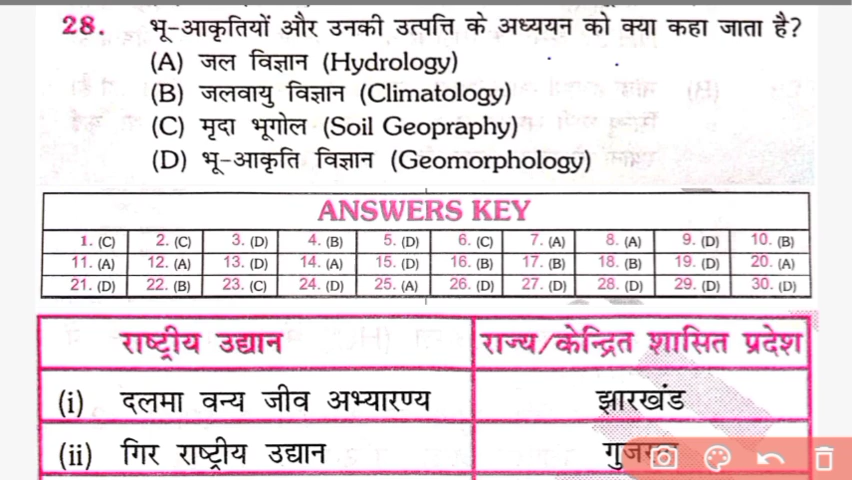 28. भू-आकृतियों और उनकी उत्पत्ति के अध्ययन को क्या कहा जाता है?
(A) जल विज्ञान (Hydrology)
(B) जलवायु विज्ञान (Climatology)
(C) मृदा भूगोल (Soil Geopraphy)
(D) भू-आकृति विज्ञान (Geomorphology)
ANSWERS KEY
1. (C) 2. (C) 3. (D) 4. (B) 5. (D) 6. (C) 7. (A) 8. (A) 9. (D) 10. (B)
11. (A) 12. (A) 13. (D) 14. (A) 15. (D) 16. (B) 17. (B) 18. (B) 19. (D) 20. (A)
21. (D) 22. (B) 23. (C) 24. (D) 25. (A) 26. (D) 27. (D) 28. (D) 29. (D) 30. (D)
राष्ट्रीय उद्यान राज्य/केन्द्रित शासित प्रदेश
(i) दलमा वन्य जीव अभ्यारण्य झारखंड
(ii) गिर राष्ट्रीय उद्यान